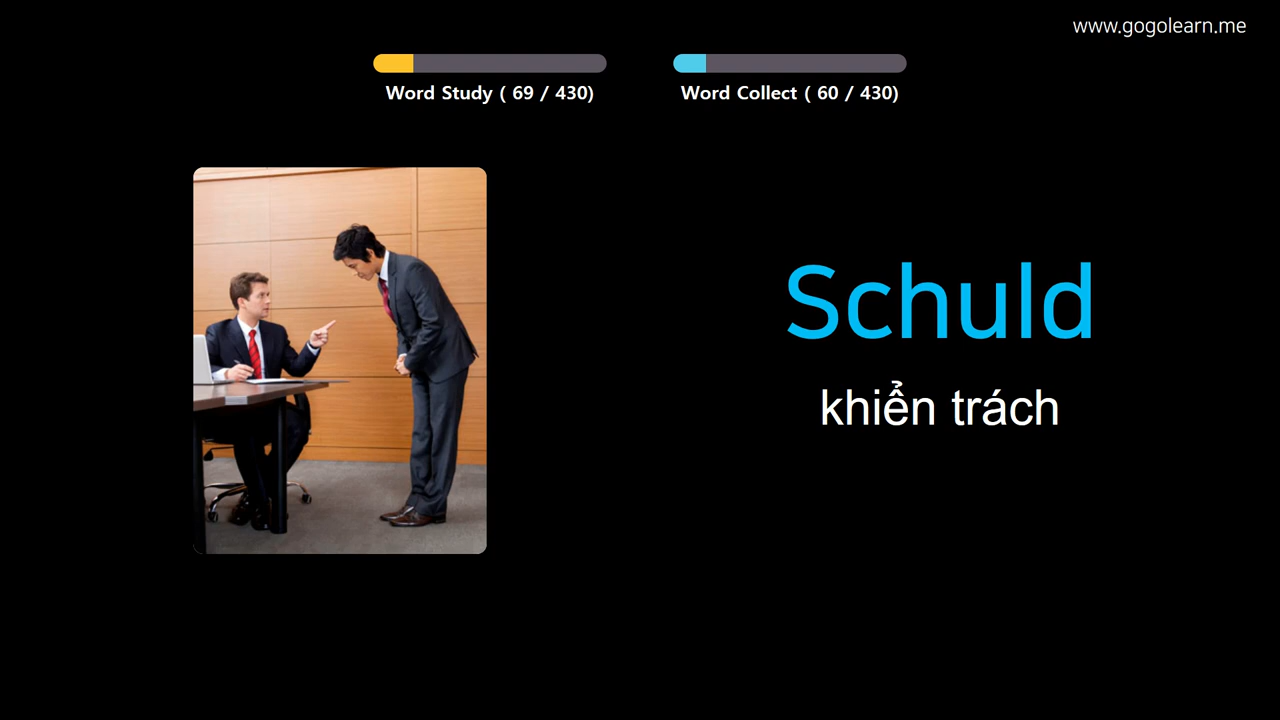 www.gogolearn.me
Word Study ( 69 / 430)
Word Collect ( 60 / 430)
Schuld
khiển trách